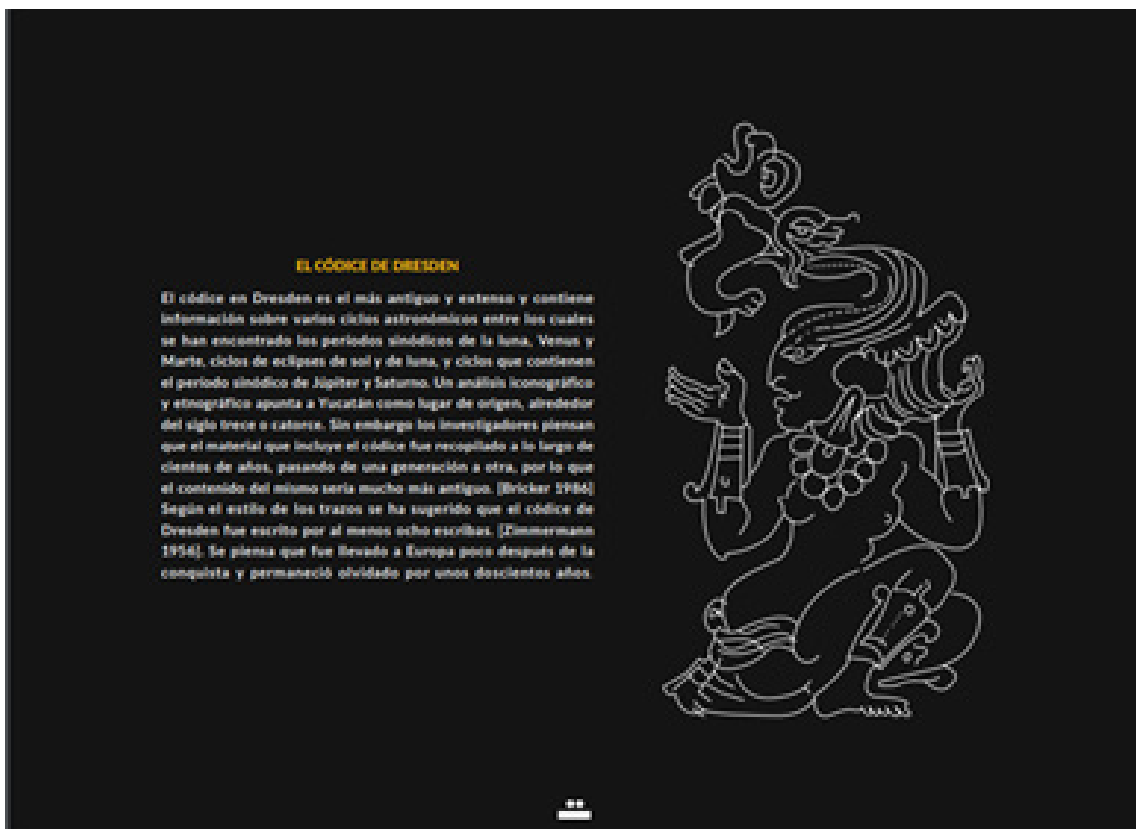 EL CÓDICE DE DRESDEN
El códice en Dresden es el más antiguo y extenso y contiene
información sobre varios ciclos astronómicos entre los cuales
se han encontrado los períodos sinódicos de la luna, Venus y
Marte, ciclos de eclipses de sol y de luna, y ciclos que contienen
el período sinódico de Júpiter y Saturno. Un análisis iconográfico
y etnográfico apunta a Yucatán como lugar de origen, alrededor
del siglo trece o catorce. Sin embargo los investigadores piensan
que el material que incluye el códice fue recopilado a lo largo de
cientos de años, pasando de una generación a otra, por lo que
el contenido del mismo sería mucho más antiguo. [Bricker 1986]
Según el estilo de los trazos se ha sugerido que el códice de
Dresden fue escrito por al menos ocho escribas. [Zimmermann
1956]. Se piensa que fue llevado a Europa poco después de la
conquista y permaneció olvidado por unos doscientos años.